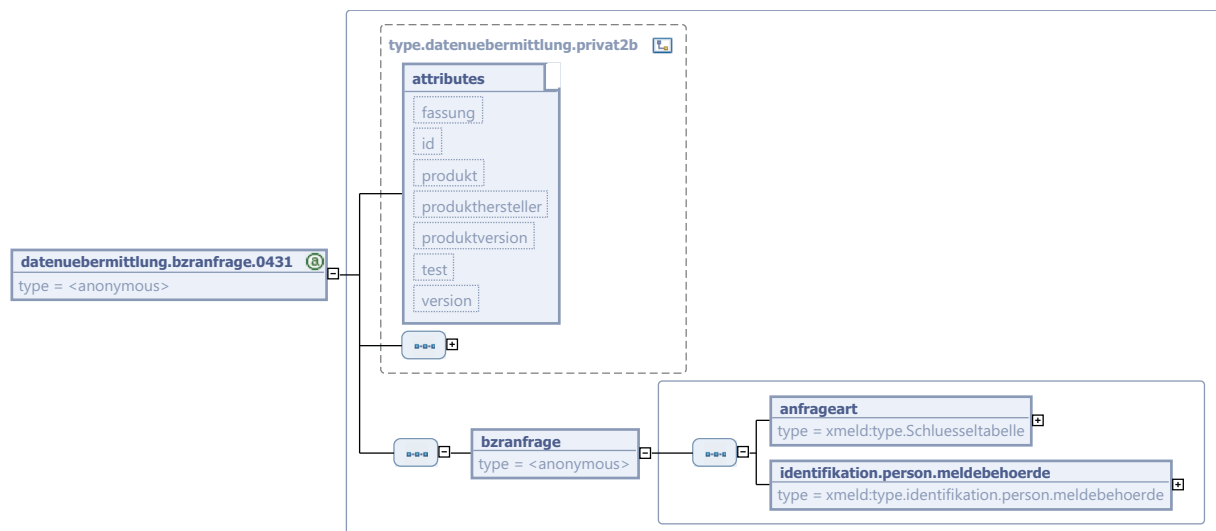 type.datenuebermittlung.privat2b
attributes
fassung
id
produkt
produkthersteller
produktversion
test
version
datenuebermittlung.bzranfrage.0431 a
type = <anonymous>
bzranfrage
type = <anonymous>
anfrageart
type = xmeld:type.Schluesseltabelle
identifikation.person.meldebehoerde
type = xmeld:type.identifikation.person.meldebehoerde